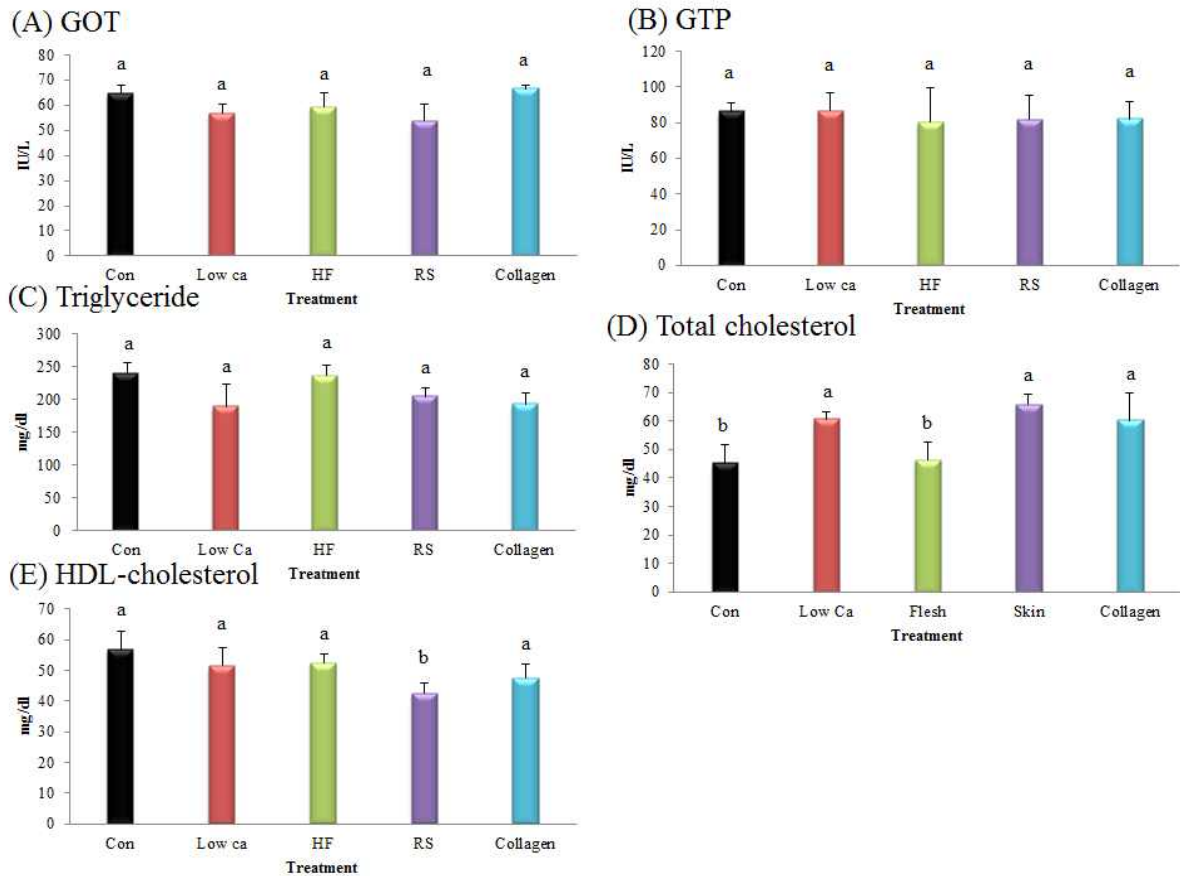 (A) GOT
80
70
60
50
40
30
20
10
0
IU/L
a a a a a
Con Low ca HF RS Collagen
Treatment
(B) GTP
120
100
80
60
40
20
0
IU/L
a a a a a
Con Low ca HF RS Collagen
Treatment
(C) Triglyceride
300
250
200
150
100
50
0
mg/dl
a a a a a
Con Low Ca HF RS Collagen
Treatment
(D) Total cholesterol
80
70
60
50
40
30
20
10
0
mg/dl
b a b a a
Con Low Ca Flesh Skin Collagen
Treatment
(E) HDL-cholesterol
70
60
50
40
30
20
10
0
mg/dl
a a a b a
Con Low ca HF RS Collagen
Treatment